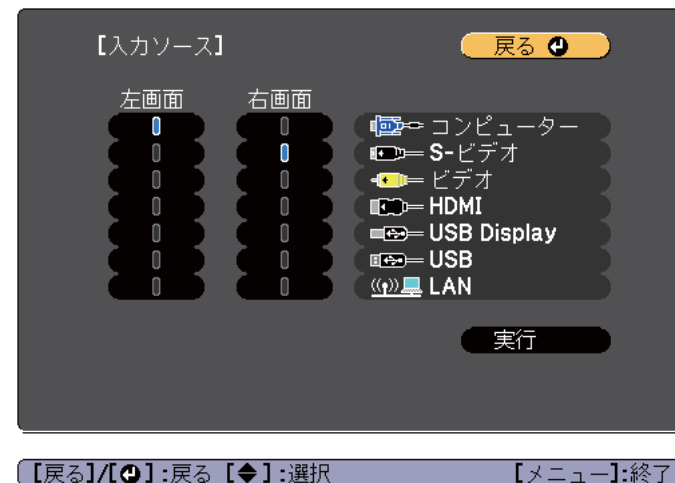 【入力ソース】
戻る
左画面 右画面
コンピューター
S-ビデオ
ビデオ
HDMI
USB Display
USB
LAN
実行
【戻る】/【⏎】:戻る 【◆】:選択 【メニュー】:終了